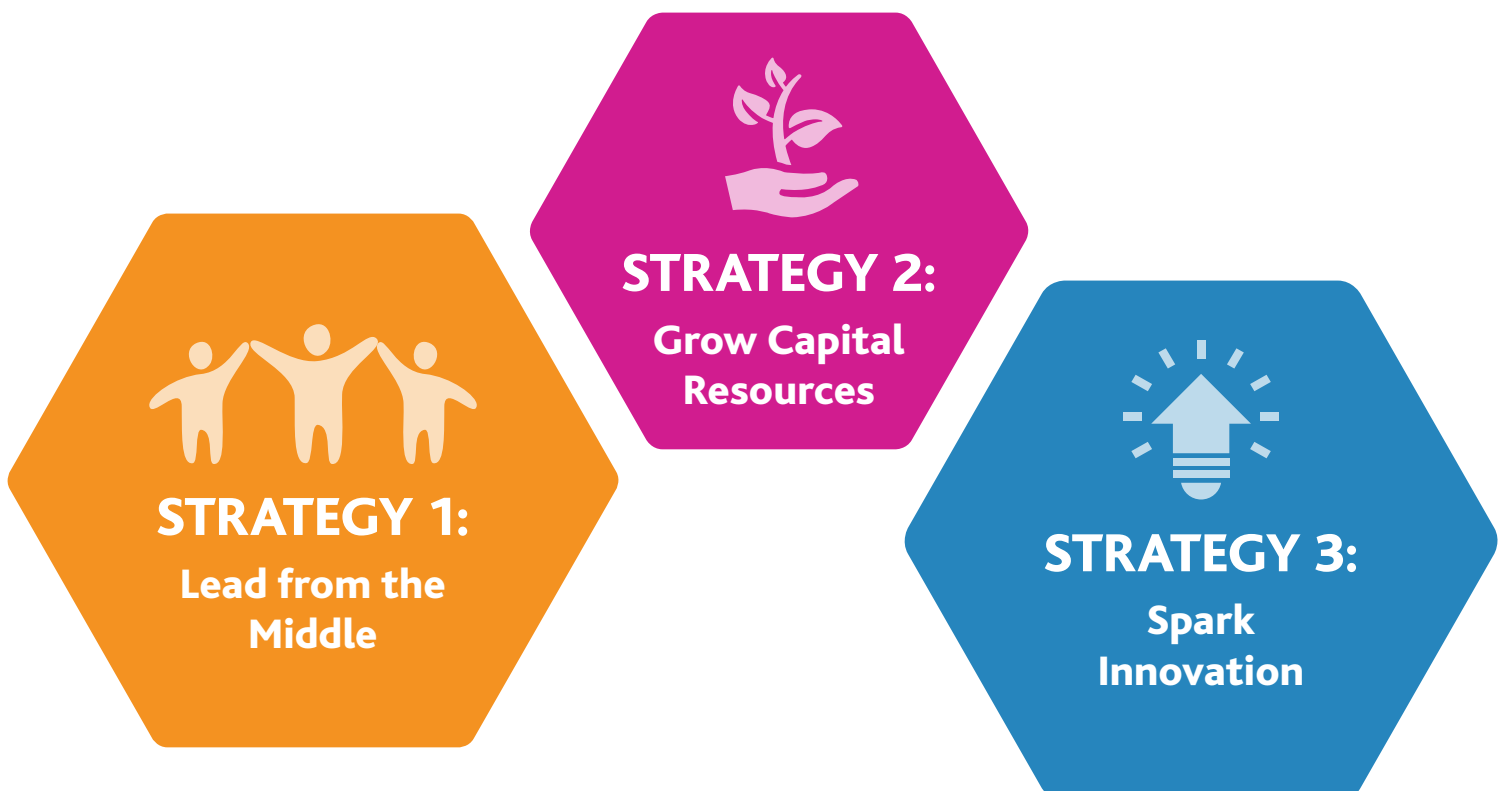 STRATEGY 1:
Lead from the
Middle
STRATEGY 2:
Grow Capital
Resources
STRATEGY 3:
Spark
Innovation